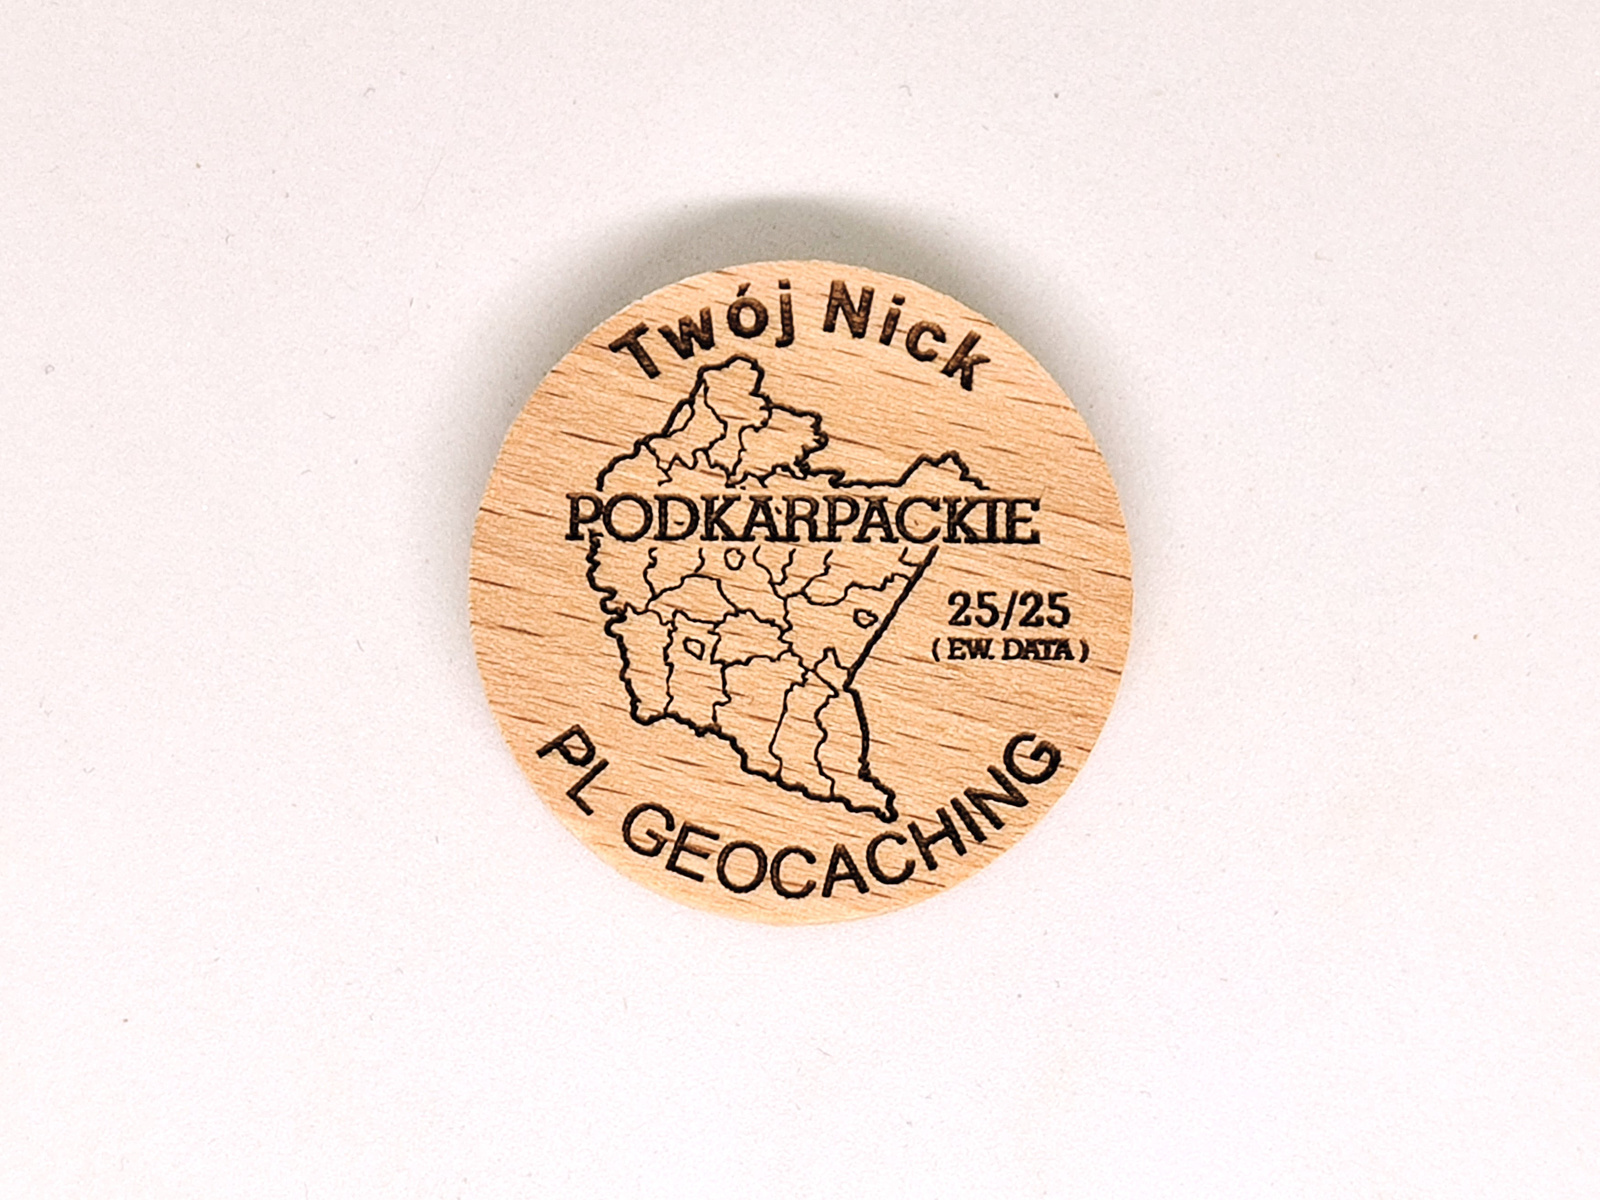 Twój Nick
PODKARPACKIE
25/25
( EW. DATA )
PL GEOCACHING